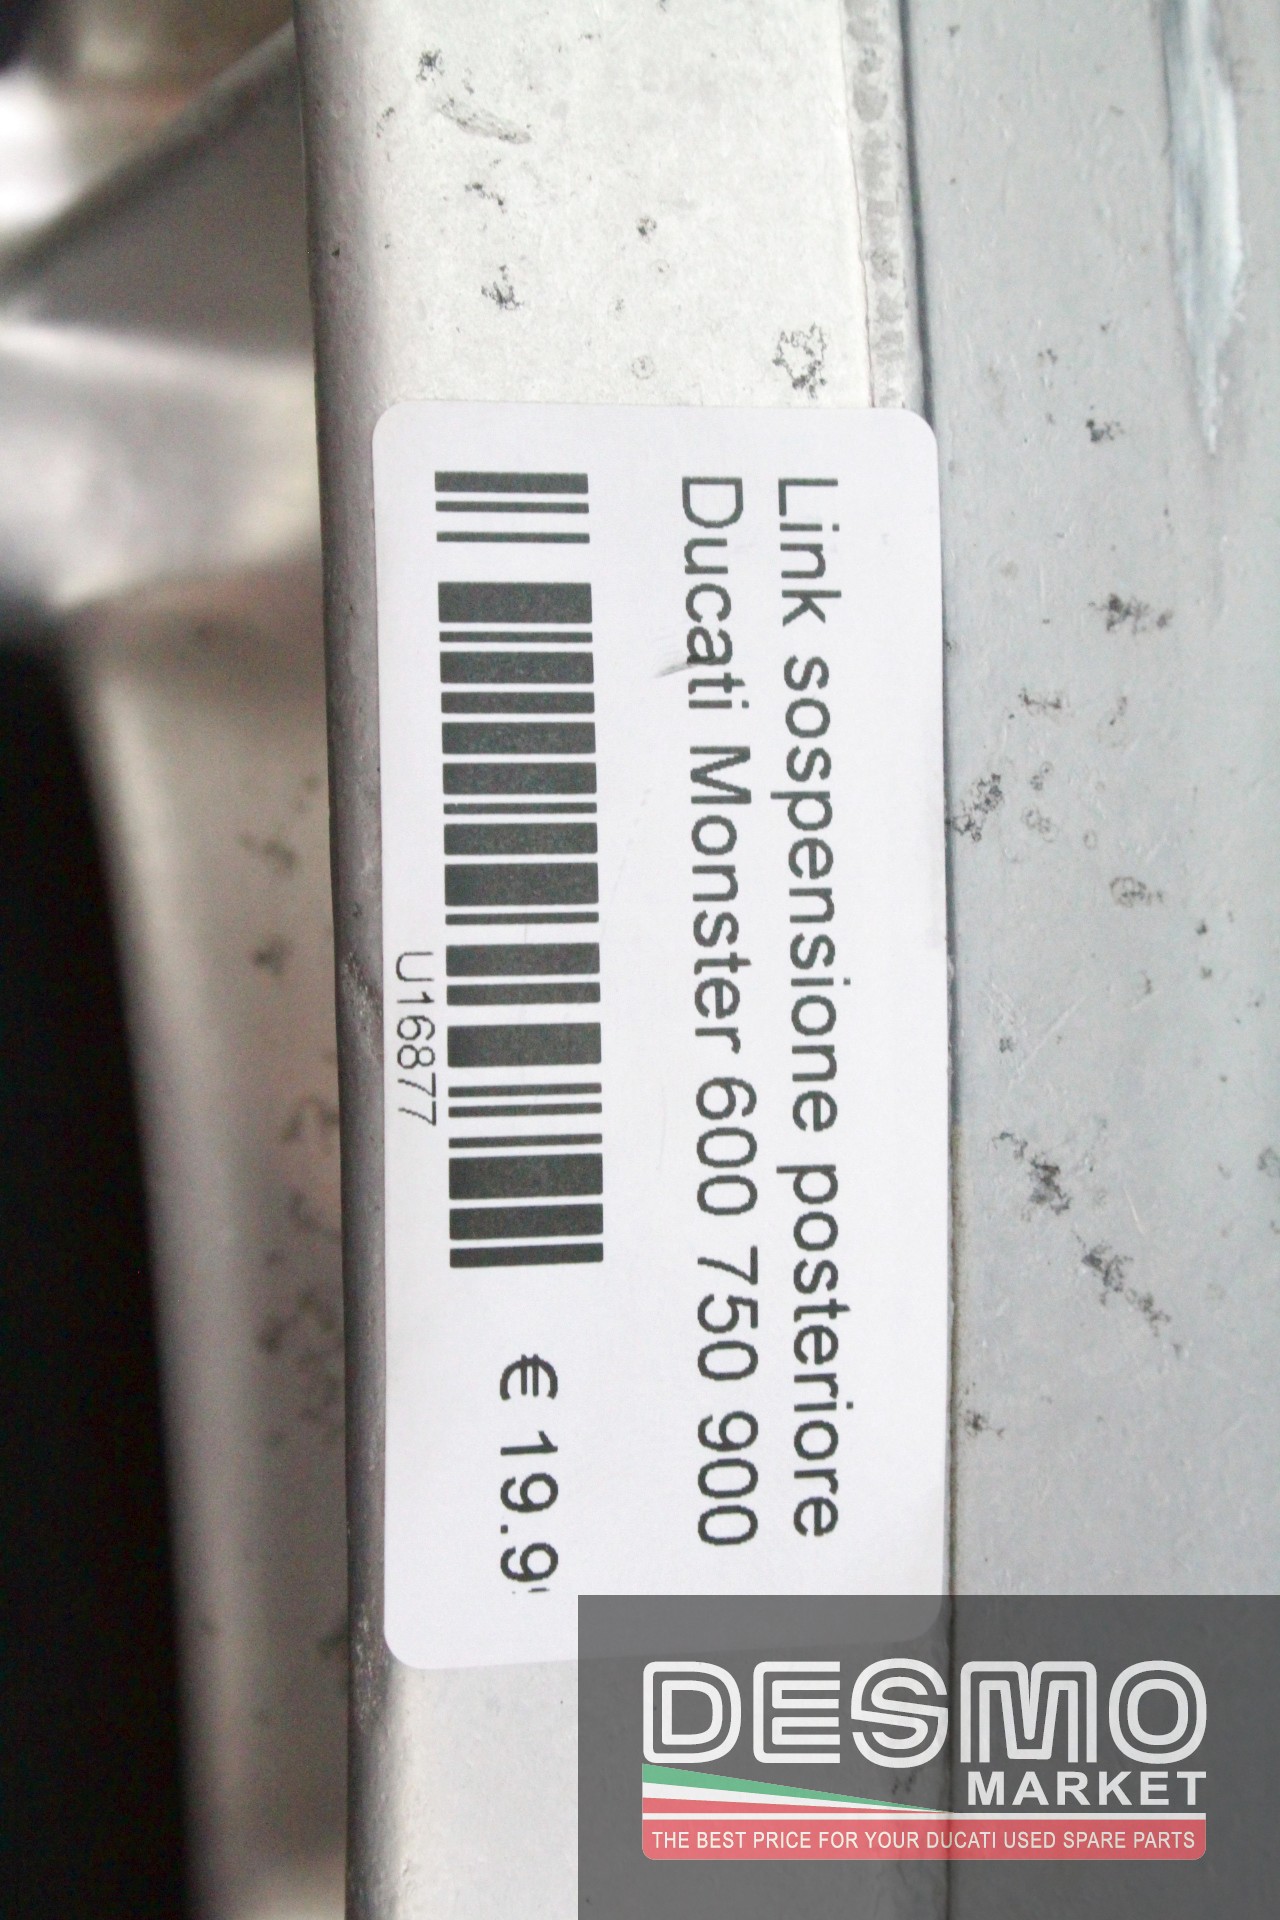 Link sospensione posteriore
Ducati Monster 600 750 900
€ 19.9
U16877
DESMO
MARKET
THE BEST PRICE FOR YOUR DUCATI USED SPARE PARTS